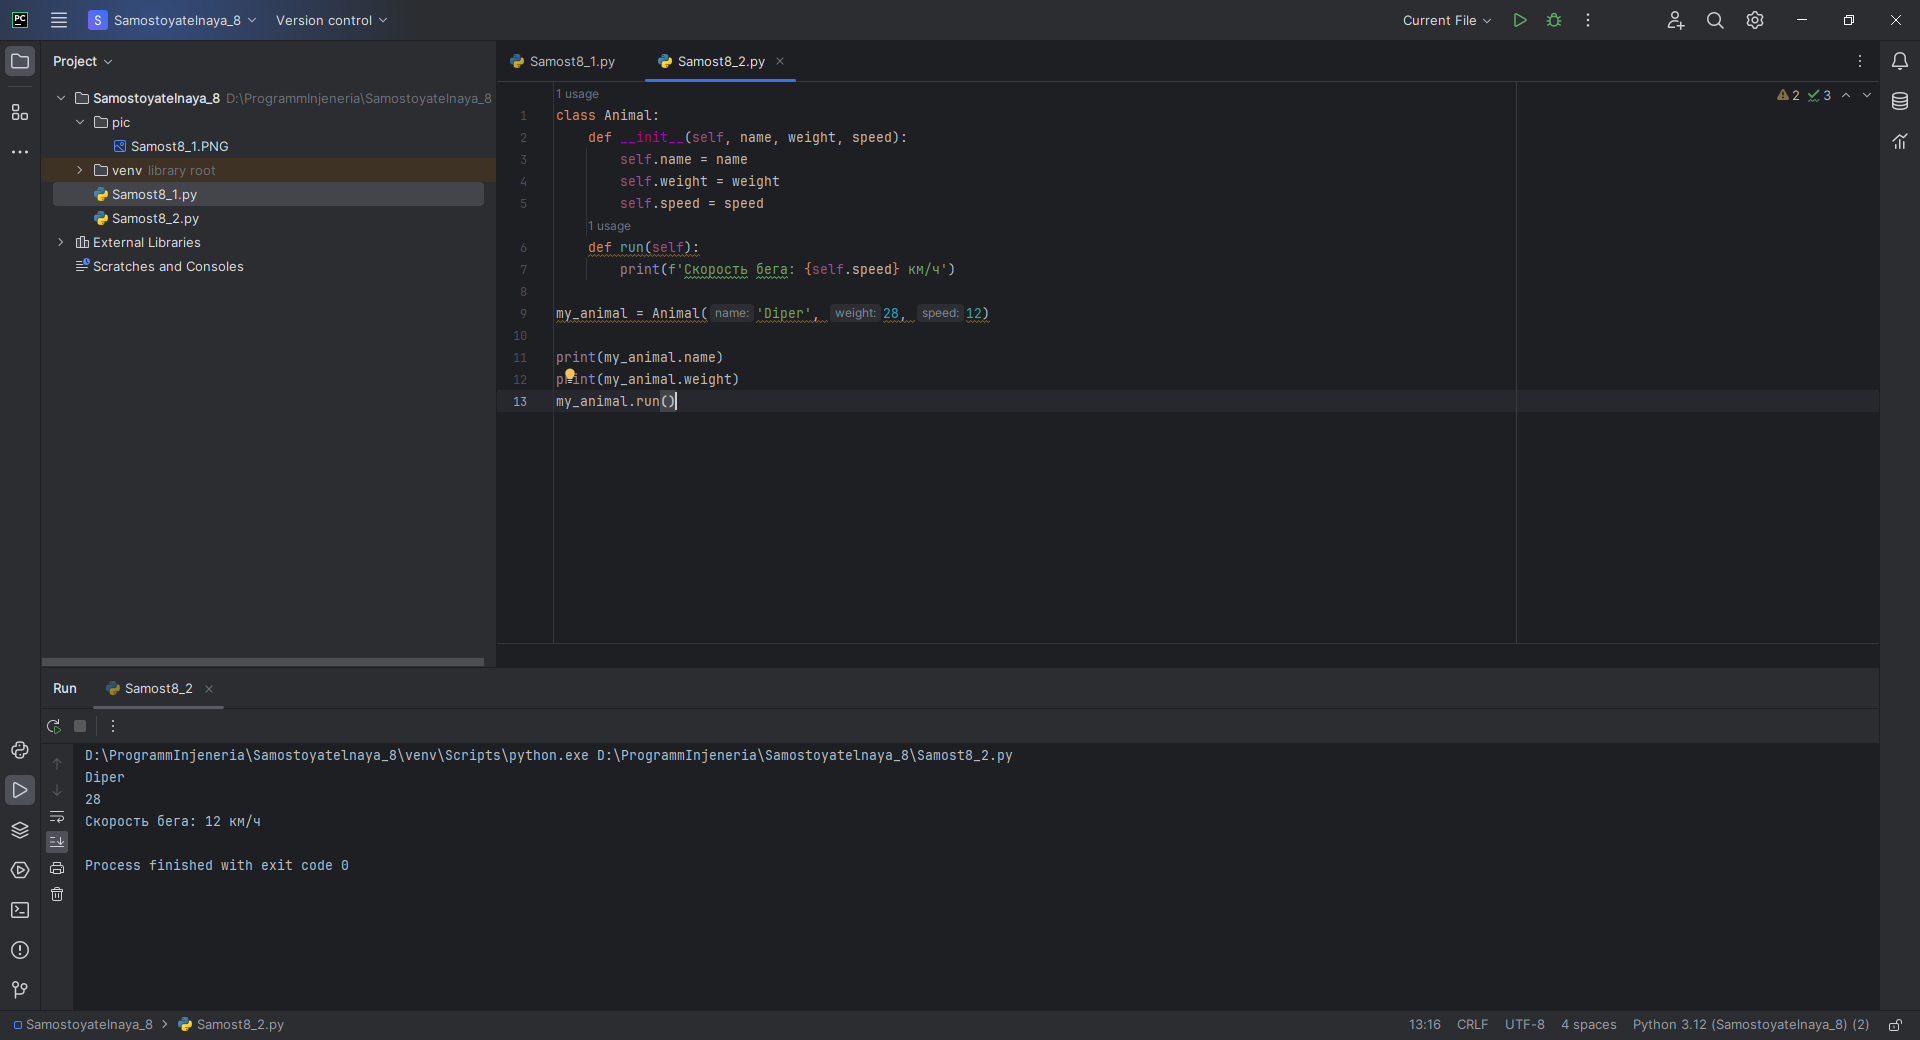 PC
S Samostoyatelnaya_8 Version control Current File
Project
Samostoyatelnaya_8 D:\ProgrammInjeneria\Samostoyatelnaya_8
pic
Samost8_1.PNG
venv library root
Samost8_1.py
Samost8_2.py
External Libraries
Scratches and Consoles
Samost8_1.py Samost8_2.py
2 3
1 usage
1 class Animal:
2 def __init__(self, name, weight, speed):
3 self.name = name
4 self.weight = weight
5 self.speed = speed
1 usage
6 def run(self):
7 print(f'Скорость бега: {self.speed} км/ч')
8
9 my_animal = Animal( name: 'Diper', weight: 28, speed: 12)
10
11 print(my_animal.name)
12 print(my_animal.weight)
13 my_animal.run()
Run Samost8_2
D:\ProgrammInjeneria\Samostoyatelnaya_8\venv\Scripts\python.exe D:\ProgrammInjeneria\Samostoyatelnaya_8\Samost8_2.py
Diper
28
Скорость бега: 12 км/ч
Process finished with exit code 0
Samostoyatelnaya_8 Samost8_2.py 13:16 CRLF UTF-8 4 spaces Python 3.12 (Samostoyatelnaya_8) (2)